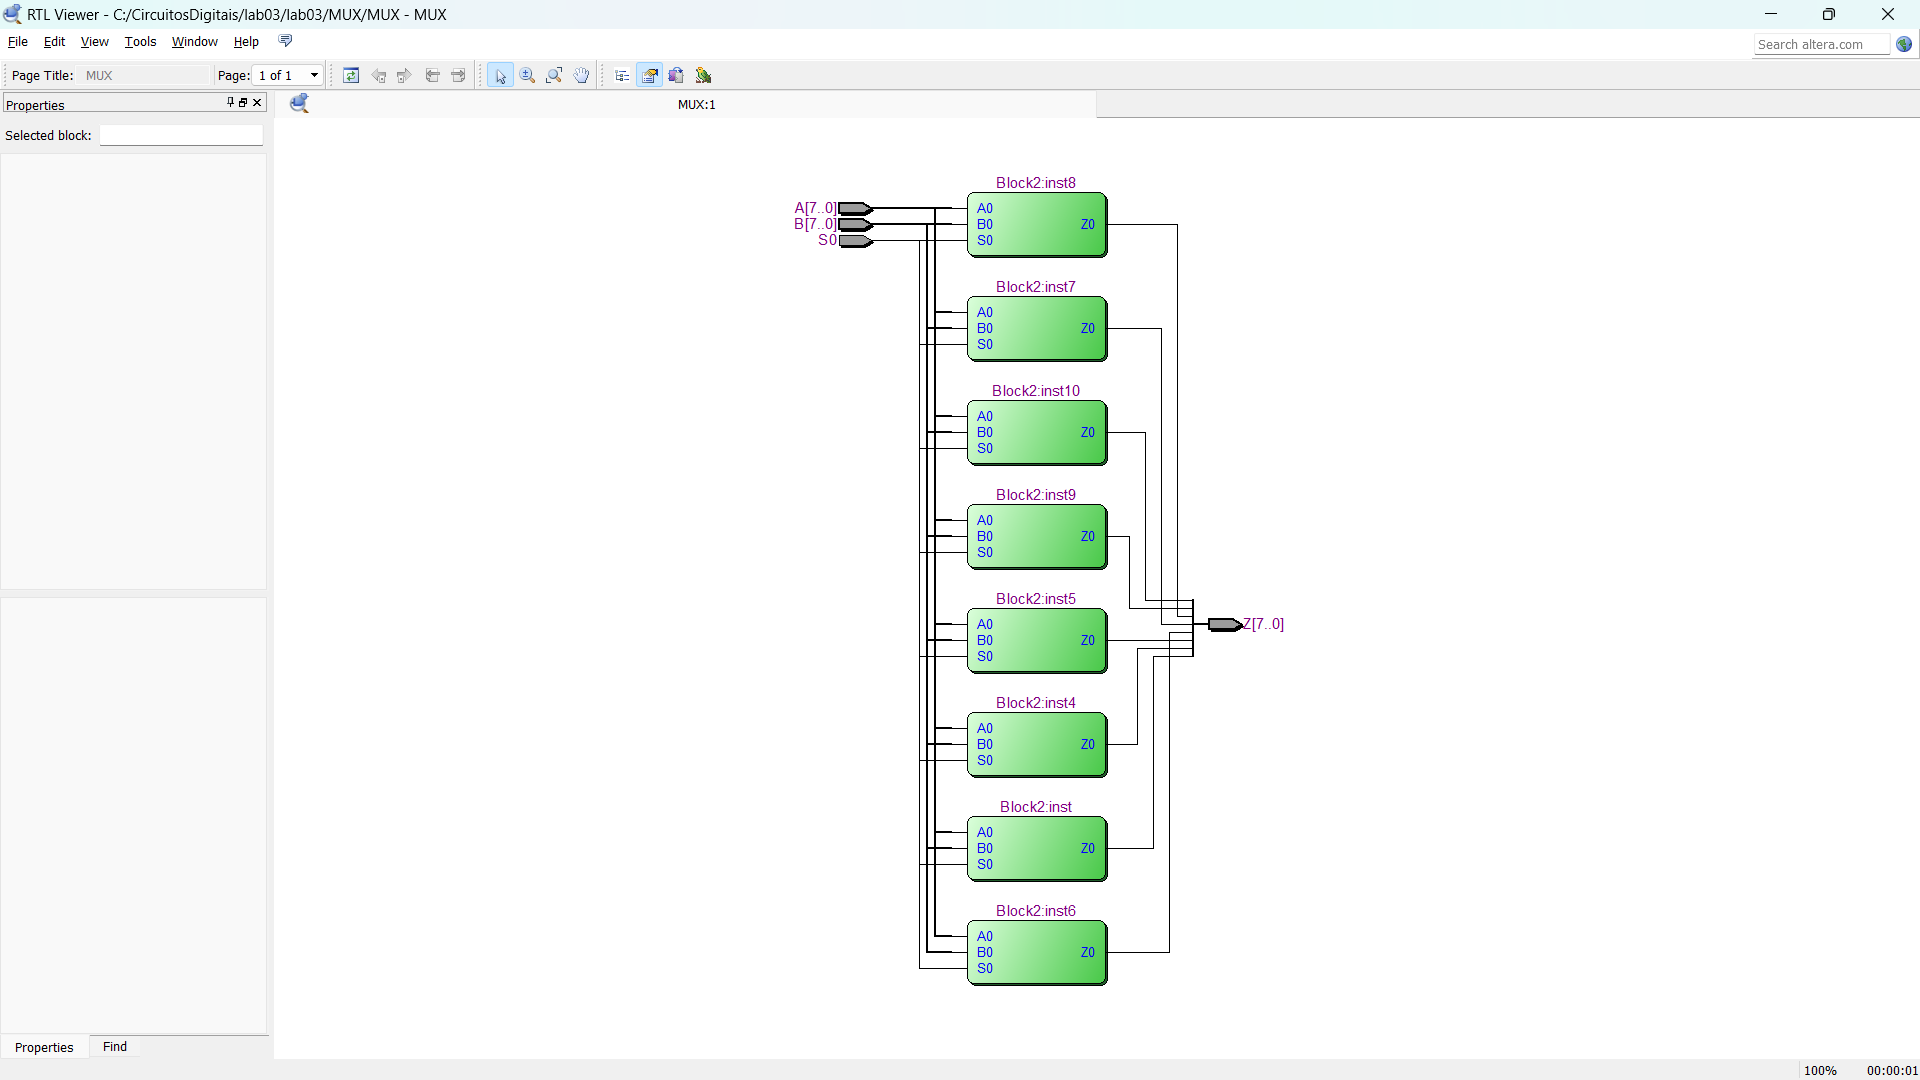 RTL Viewer - C:/CircuitosDigitais/lab03/lab03/MUX/MUX - MUX
File Edit View Tools Window Help
Search altera.com
Page Title: MUX Page: 1 of 1
Properties
MUX:1
Selected block:
Block2:inst8
A[7..0] A0
B[7..0] B0 Z0
S0 S0
Block2:inst7
A0
B0 Z0
S0
Block2:inst10
A0
B0 Z0
S0
Block2:inst9
A0
B0 Z0
S0
Block2:inst5
A0 Z[7..0]
B0 Z0
S0
Block2:inst4
A0
B0 Z0
S0
Block2:inst
A0
B0 Z0
S0
Block2:inst6
A0
B0 Z0
S0
Properties Find
100% 00:00:01